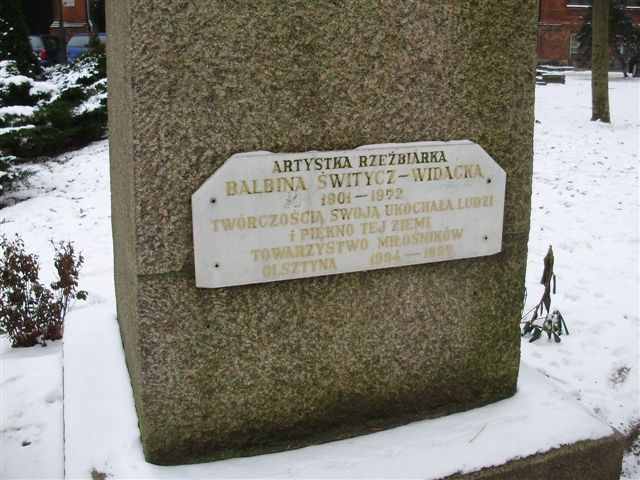 ARTYSTKA RZEŹBIARKA
BALBINA ŚWITYCZ-WIDACKA
1901-1972
TWÓRCZOŚCIĄ SWOJĄ UKOCHAŁA LUDZI
i PIĘKNO TEJ ZIEMI
TOWARZYSTWO MIŁOŚNIKÓW
OLSZTYNA 1994-1997